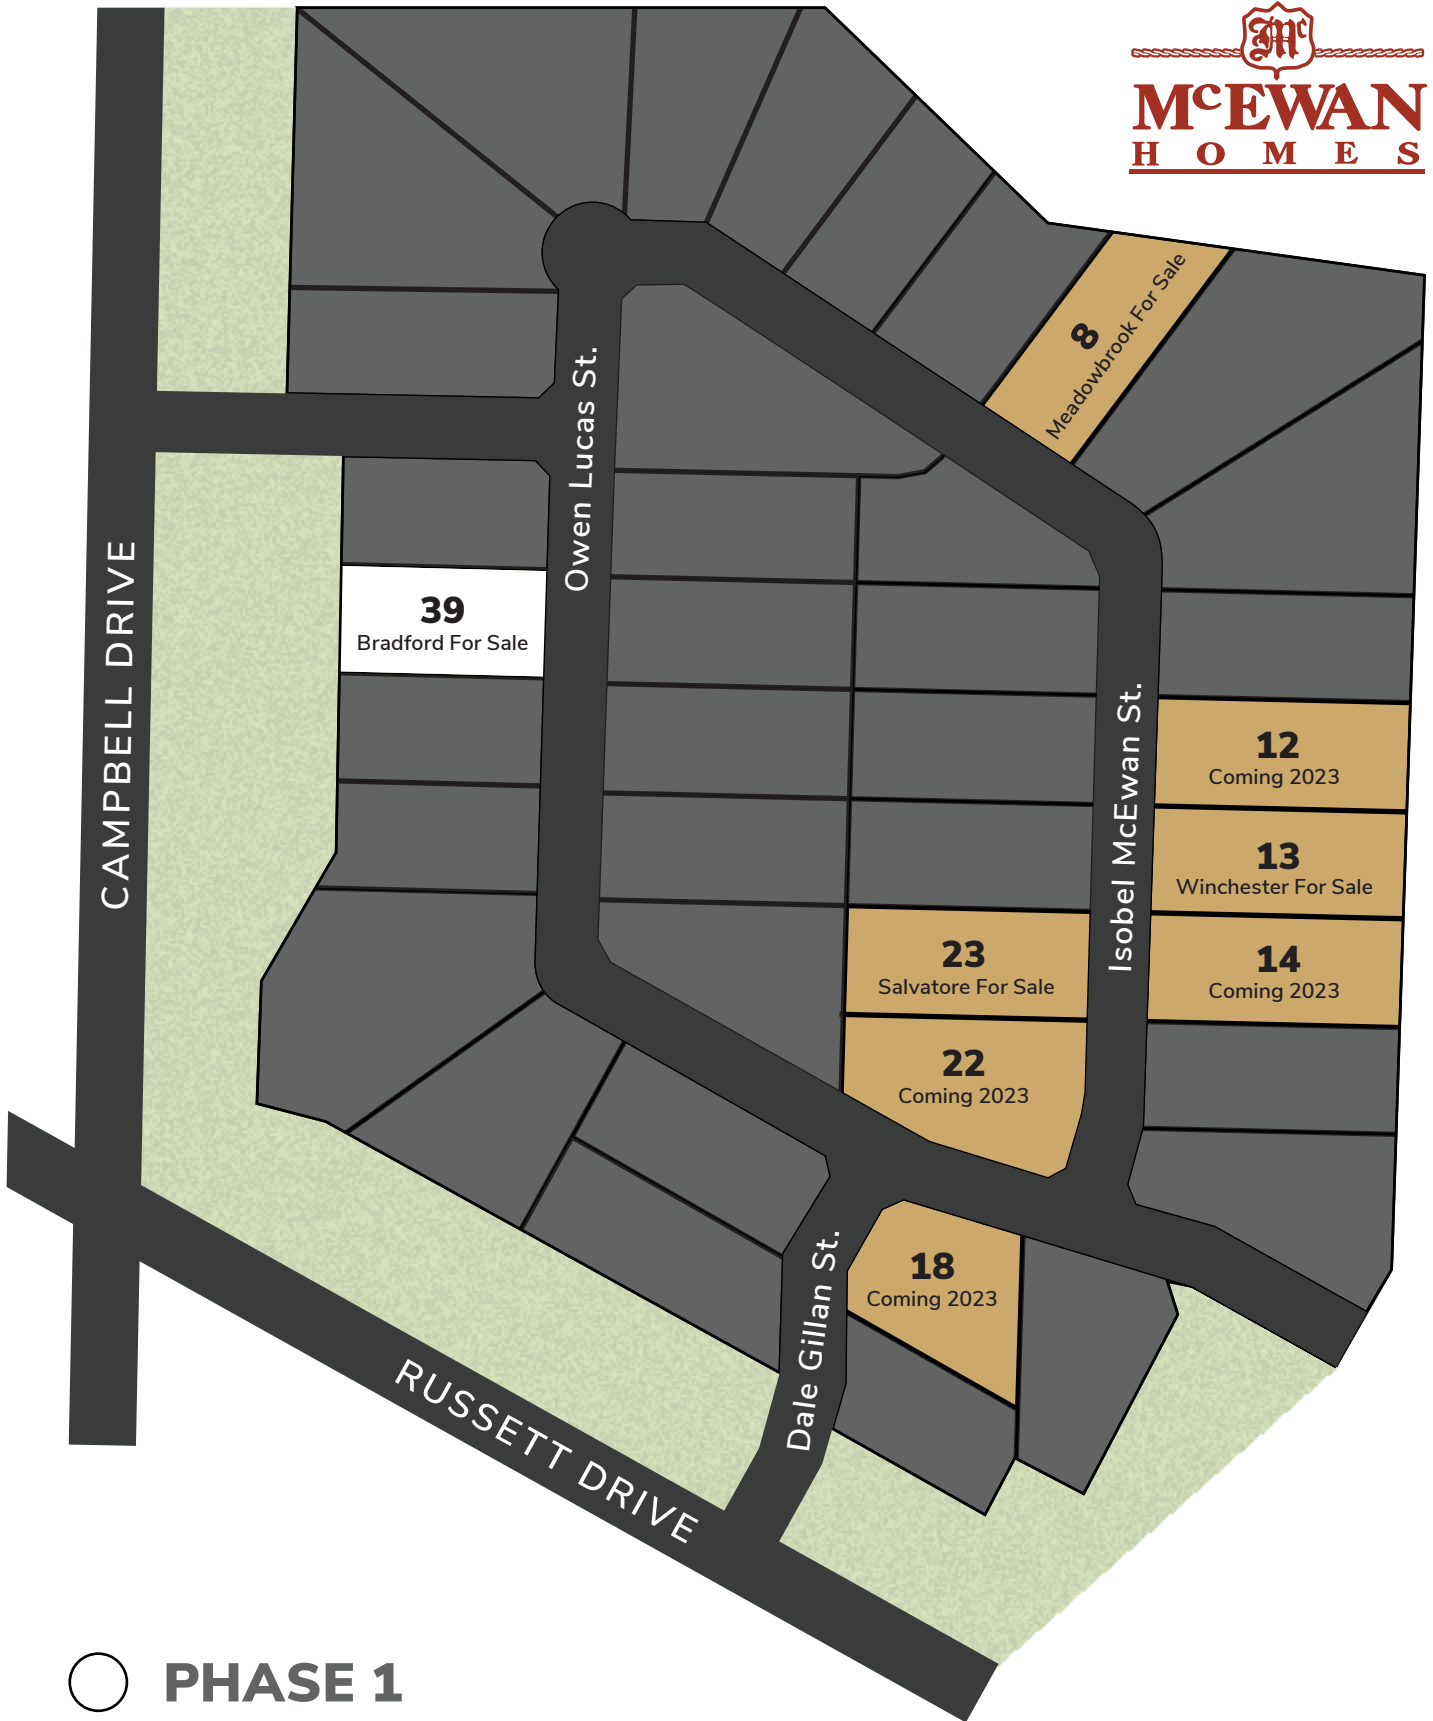 Mc
McEWAN
HOMES
8
Meadowbrook For Sale
Owen Lucas St.
CAMPBELL DRIVE
39
Bradford For Sale
Isobel McEwan St.
12
Coming 2023
13
Winchester For Sale
23
Salvatore For Sale
14
Coming 2023
22
Coming 2023
18
Coming 2023
Dale Gillan St.
RUSSETT DRIVE
PHASE 1